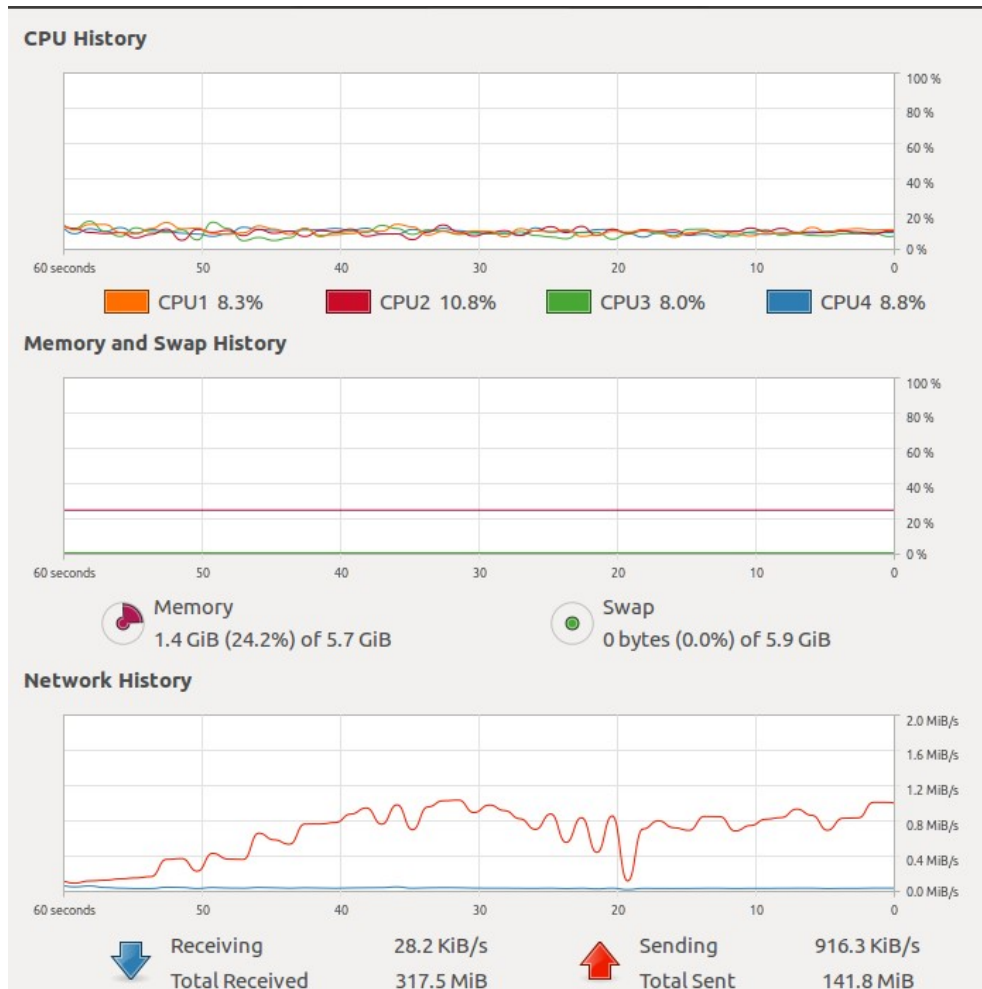 CPU History
100 %
80 %
60 %
40 %
20 %
0 %
60 seconds 50 40 30 20 10 0
CPU1 8.3% CPU2 10.8% CPU3 8.0% CPU4 8.8%
Memory and Swap History
100 %
80 %
60 %
40 %
20 %
0 %
60 seconds 50 40 30 20 10 0
Memory Swap
1.4 GiB (24.2%) of 5.7 GiB 0 bytes (0.0%) of 5.9 GiB
Network History
2.0 MiB/s
1.6 MiB/s
1.2 MiB/s
0.8 MiB/s
0.4 MiB/s
0.0 MiB/s
60 seconds 50 40 30 20 10 0
Receiving 28.2 KiB/s Sending 916.3 KiB/s
Total Received 317.5 MiB Total Sent 141.8 MiB